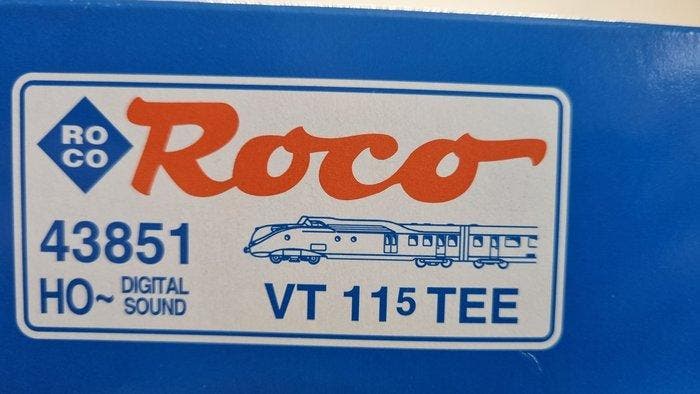 RO
CO
Roco
43851
HO~ DIGITAL SOUND
VT 115 TEE